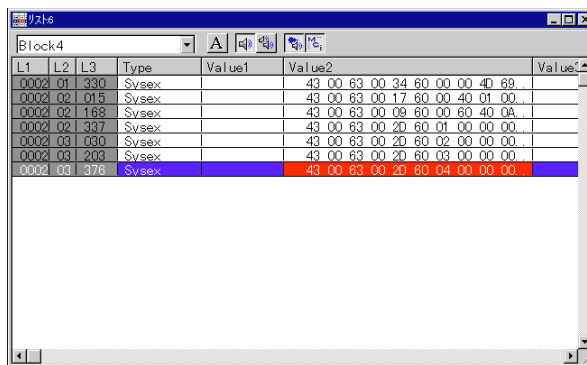 リスト6
Block4
A
L1 L2 L3 Type Value1 Value2 Value3
0002 01 330 Sysex 43 00 63 00 34 60 00 00 4D 69...
0002 02 015 Sysex 43 00 63 00 17 60 00 40 01 00...
0002 02 168 Sysex 43 00 63 00 09 60 00 60 40 0A...
0002 02 337 Sysex 43 00 63 00 2D 60 01 00 00 00...
0002 03 030 Sysex 43 00 63 00 2D 60 02 00 00 00...
0002 03 203 Sysex 43 00 63 00 2D 60 03 00 00 00...
0002 03 376 Sysex 43 00 63 00 2D 60 04 00 00 00...